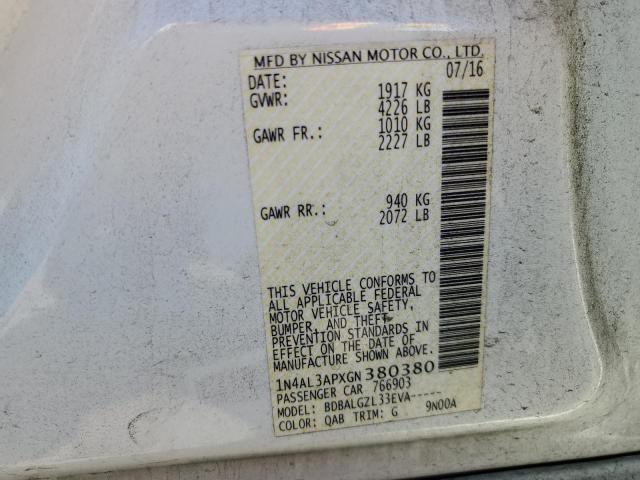 MFD BY NISSAN MOTOR CO., LTD.
DATE: 07/16
GVWR: 1917 KG
4226 LB
GAWR FR.: 1010 KG
2227 LB
GAWR RR.: 940 KG
2072 LB
THIS VEHICLE CONFORMS TO
ALL APPLICABLE FEDERAL
MOTOR VEHICLE SAFETY,
BUMPER, AND THEFT
PREVENTION STANDARDS IN
EFFECT ON THE DATE OF
MANUFACTURE SHOWN ABOVE.
1N4AL3APXGN380380
PASSENGER CAR 766903
MODEL: BDBALGZL33EVA-----
COLOR: QAB TRIM: G 9N00A